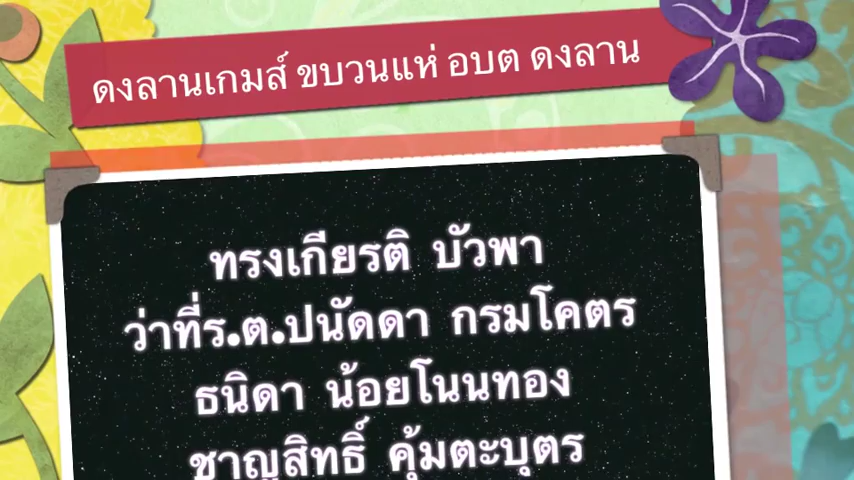 ดงลานเกมส์ ขบวนแห่ อบต ดงลาน
ทรงเกียรติ บัวพา
ว่าที่ร.ต.ปนัดดา กรมโคตร
ธนิดา น้อยโนนทอง
ชาญสิทธิ์ คุ้มตะบุตร